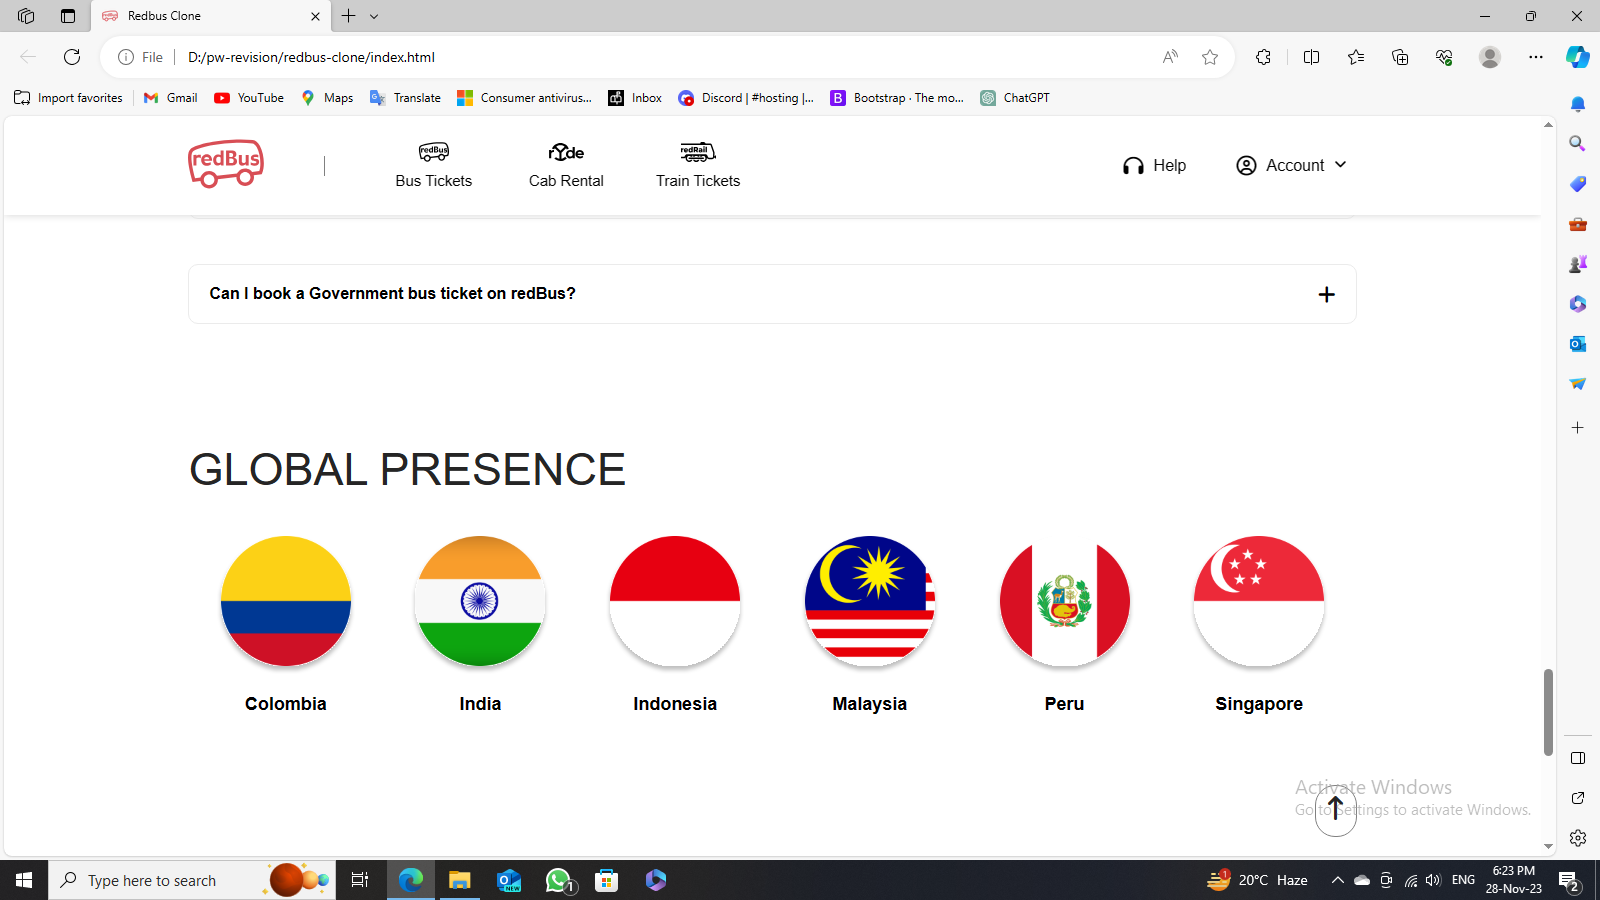 Redbus Clone
File
D:/pw-revision/redbus-clone/index.html
Import favorites
Gmail
YouTube
Maps
Translate
Consumer antivirus...
Inbox
Discord | #hosting |...
Bootstrap · The mo...
ChatGPT
redBus
redBus
Bus Tickets
rYde
Cab Rental
redRail
Train Tickets
Help
Account
Can I book a Government bus ticket on redBus?
GLOBAL PRESENCE
Colombia
India
Indonesia
Malaysia
Peru
Singapore
Activate Windows
Go to Settings to activate Windows.
Type here to search
NEW
1
1
20°C Haze
ENG
6:23 PM
28-Nov-23
2